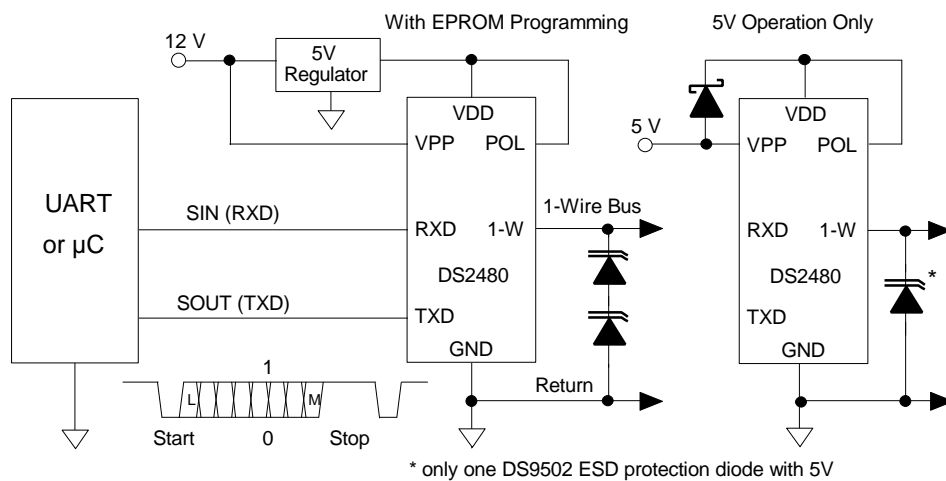 With EPROM Programming
5V Operation Only
12 V
5V
Regulator
VDD
VPP
POL
UART
or µC
SIN (RXD)
RXD
1-W
1-Wire Bus
DS2480
SOUT (TXD)
TXD
GND
Return
1
L
M
Start
0
Stop
5 V
VDD
VPP
POL
RXD
1-W
DS2480
*
TXD
GND
* only one DS9502 ESD protection diode with 5V